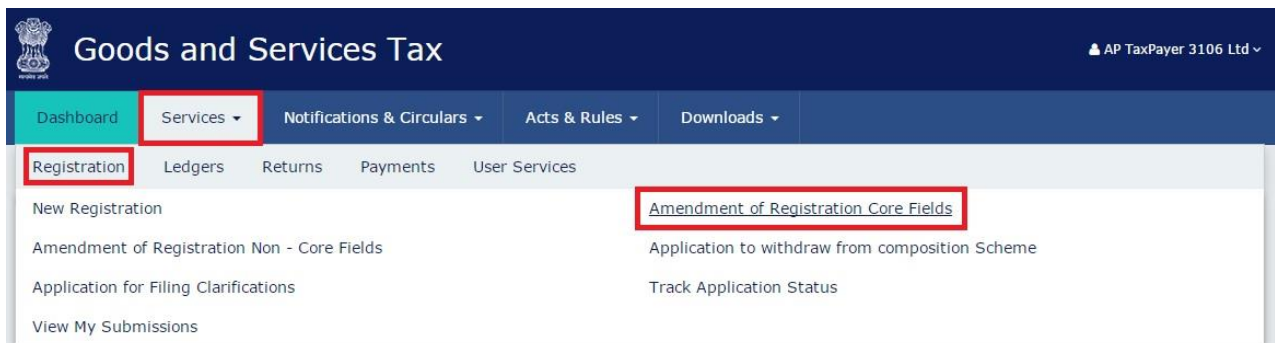 Goods and Services Tax
AP TaxPayer 3106 Ltd
Dashboard Services Notifications & Circulars Acts & Rules Downloads
Registration Ledgers Returns Payments User Services
New Registration Amendment of Registration Core Fields
Amendment of Registration Non - Core Fields Application to withdraw from composition Scheme
Application for Filing Clarifications Track Application Status
View My Submissions